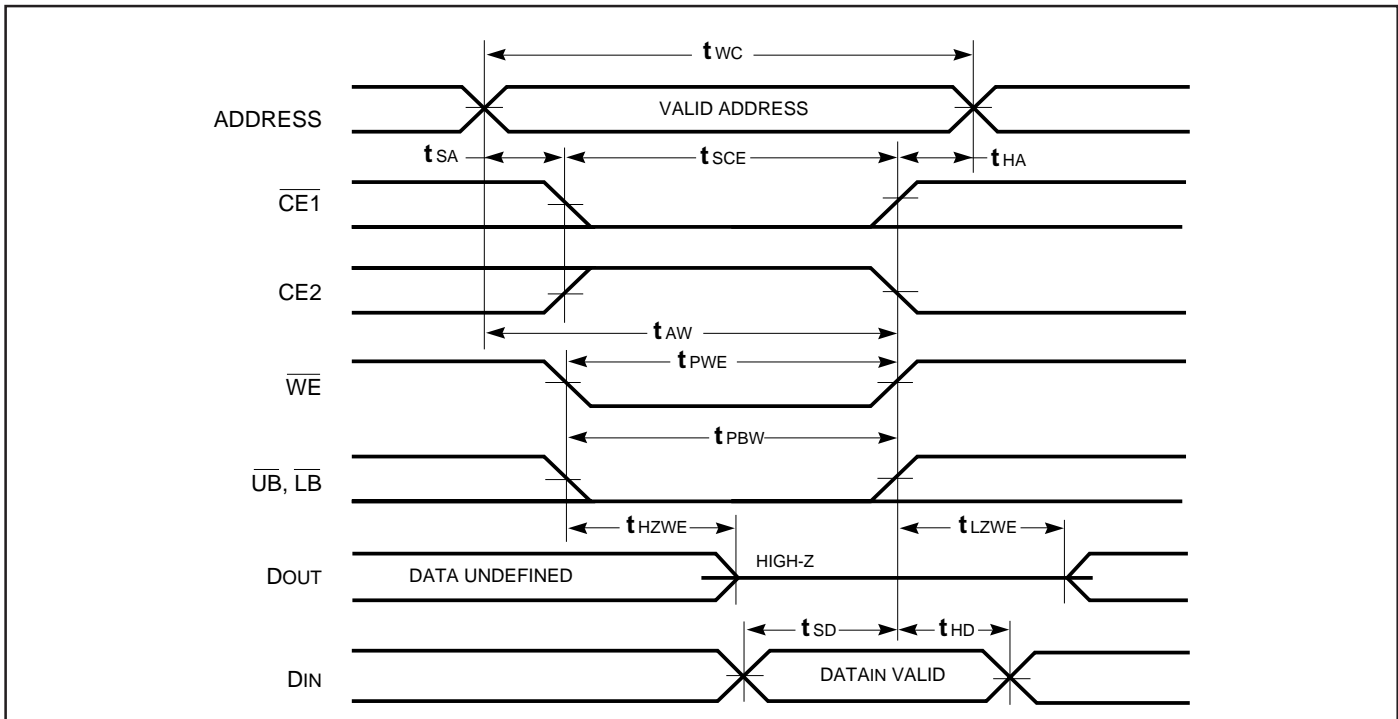 tWC
ADDRESS
VALID ADDRESS
tSA
tSCE
tHA
CE1
CE2
tAW
tPWE
WE
tPBW
UB, LB
tHZWE
tLZWE
DOUT
DATA UNDEFINED
HIGH-Z
tSD
tHD
DIN
DATAIN VALID